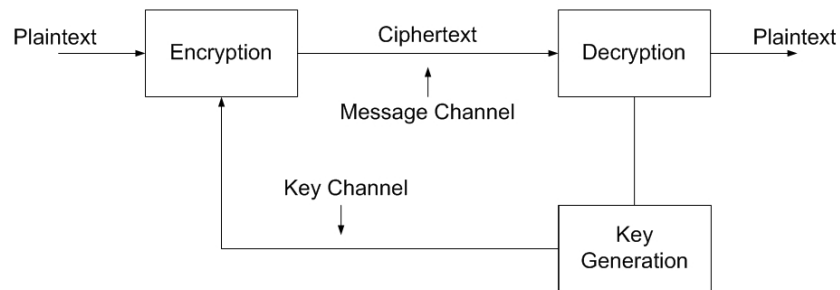 Plaintext
Encryption
Ciphertext
Decryption
Plaintext
Message Channel
Key Channel
Key
Generation